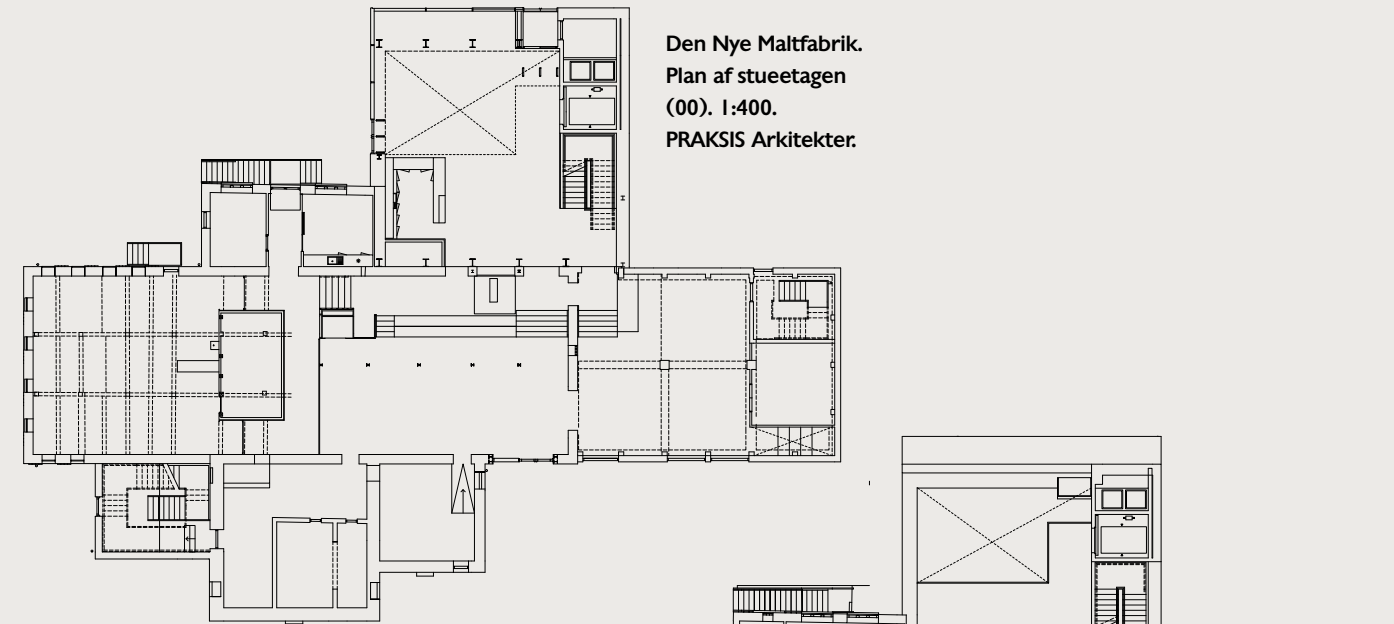 Den Nye Maltfabrik.
Plan af stueetagen
(00). 1:400.
PRAKSIS Arkitekter.